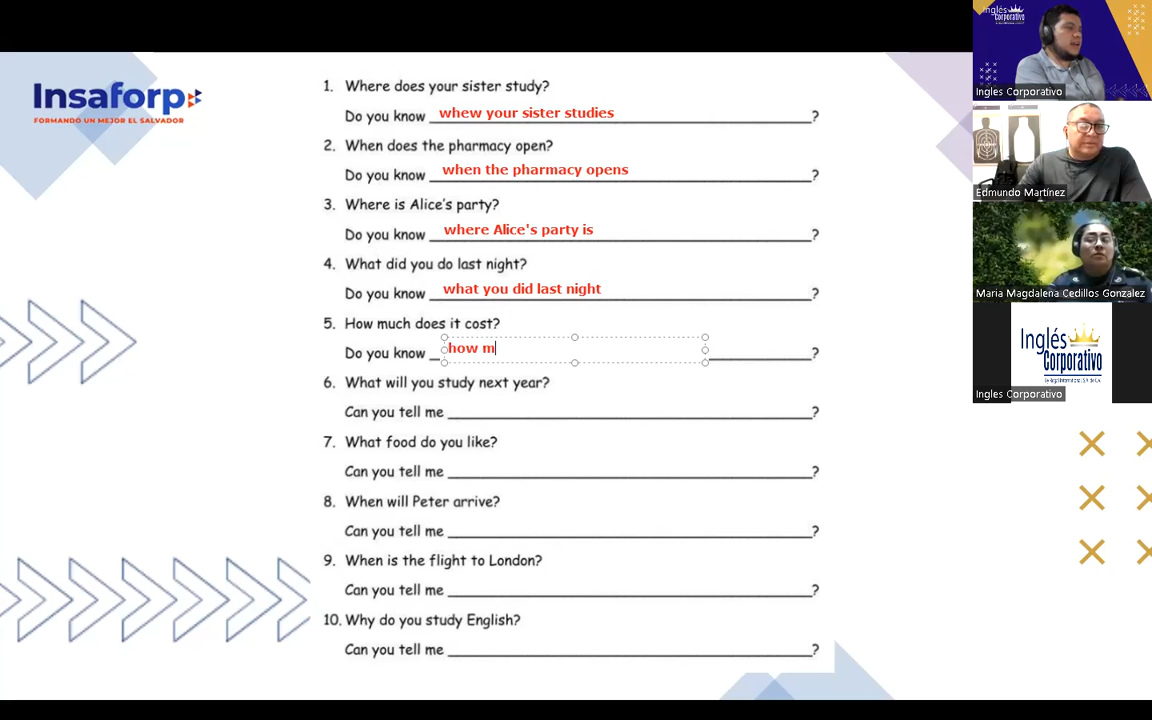 Insaforp
FORMANDO UN MEJOR EL SALVADOR
1. Where does your sister study?
Do you know whew your sister studies ?
2. When does the pharmacy open?
Do you know when the pharmacy opens ?
3. Where is Alice's party?
Do you know where Alice's party is ?
4. What did you do last night?
Do you know what you did last night ?
5. How much does it cost?
Do you know how m ?
6. What will you study next year?
Can you tell me ?
7. What food do you like?
Can you tell me ?
8. When will Peter arrive?
Can you tell me ?
9. When is the flight to London?
Can you tell me ?
10. Why do you study English?
Can you tell me ?
Inglés
Corporativo
Ingles Corporativo
Edmundo Martínez
Maria Magdalena Cedillos Gonzalez
Inglés
Corporativo
Ingles Corporativo